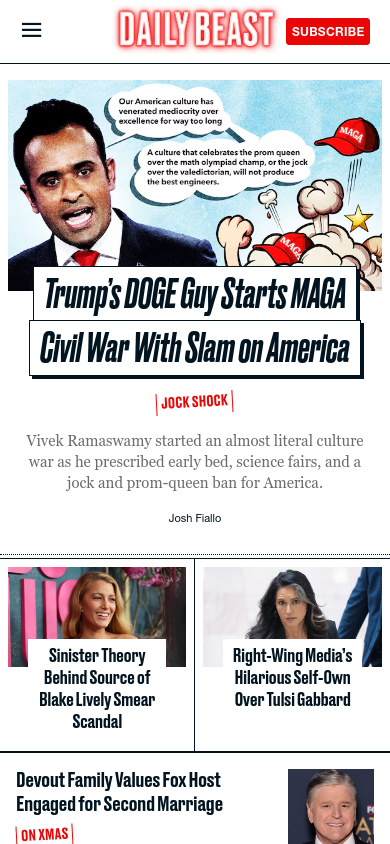 DAILY BEAST
SUBSCRIBE
Our American culture has
venerated mediocrity over
excellence for way too long
A culture that celebrates the prom queen
over the math olympiad champ, or the jock
over the valedictorian, will not produce
the best engineers.
MAGA
MAGA
MAGA
Trump's DOGE Guy Starts MAGA
Civil War With Slam on America
JOCK SHOCK
Vivek Ramaswamy started an almost literal culture
war as he prescribed early bed, science fairs, and a
jock and prom-queen ban for America.
Josh Fiallo
Sinister Theory
Behind Source of
Blake Lively Smear
Scandal
Right-Wing Media's
Hilarious Self-Own
Over Tulsi Gabbard
Devout Family Values Fox Host
Engaged for Second Marriage
ON XMAS